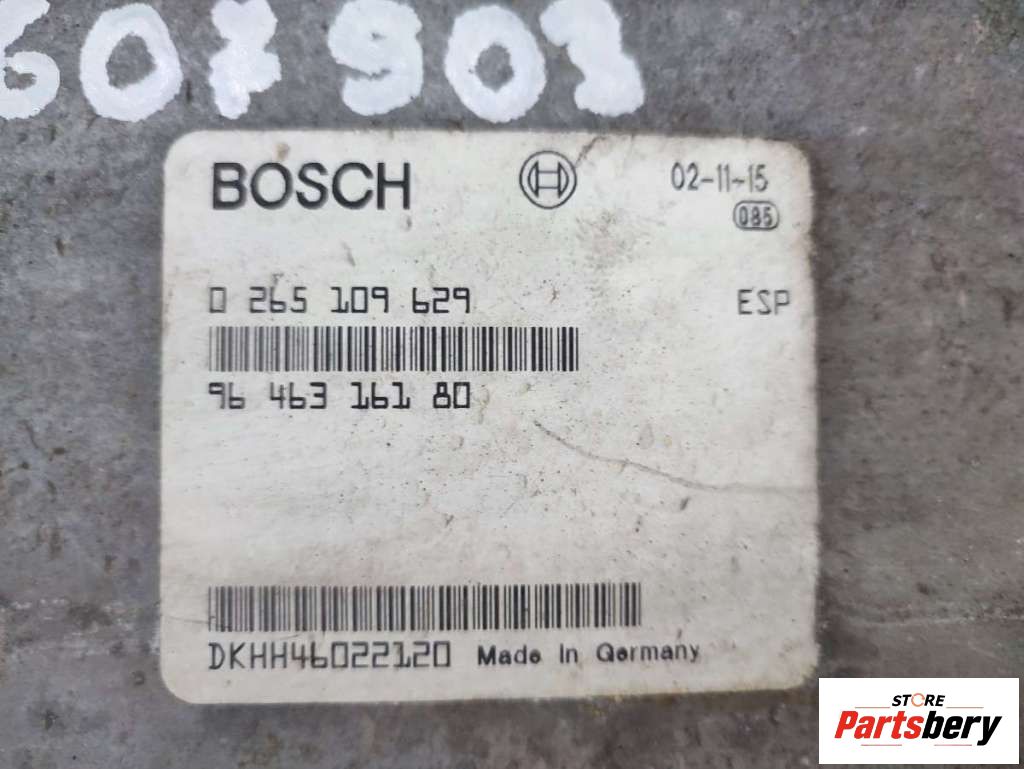 607903
BOSCH
02-11-15
085
0 265 109 629
ESP
96 463 161 80
DKHH46022120 Made In Germany
STORE
Partsbery